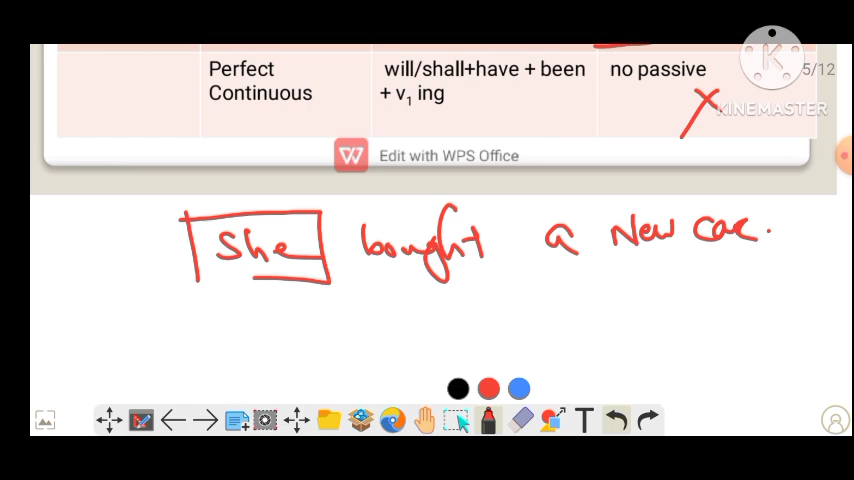 Perfect will/shall+have + been no passive 5/12
Continuous + v₁ ing
KINEMASTER
Edit with WPS Office
She bought a New car.